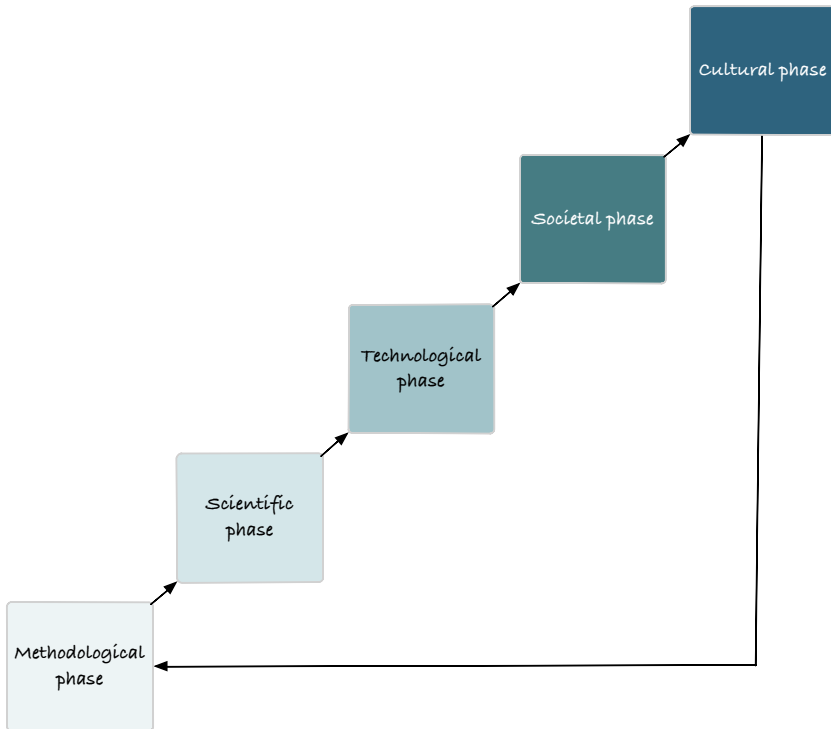 Cultural phase
Societal phase
Technological
phase
Scientific
phase
Methodological
phase